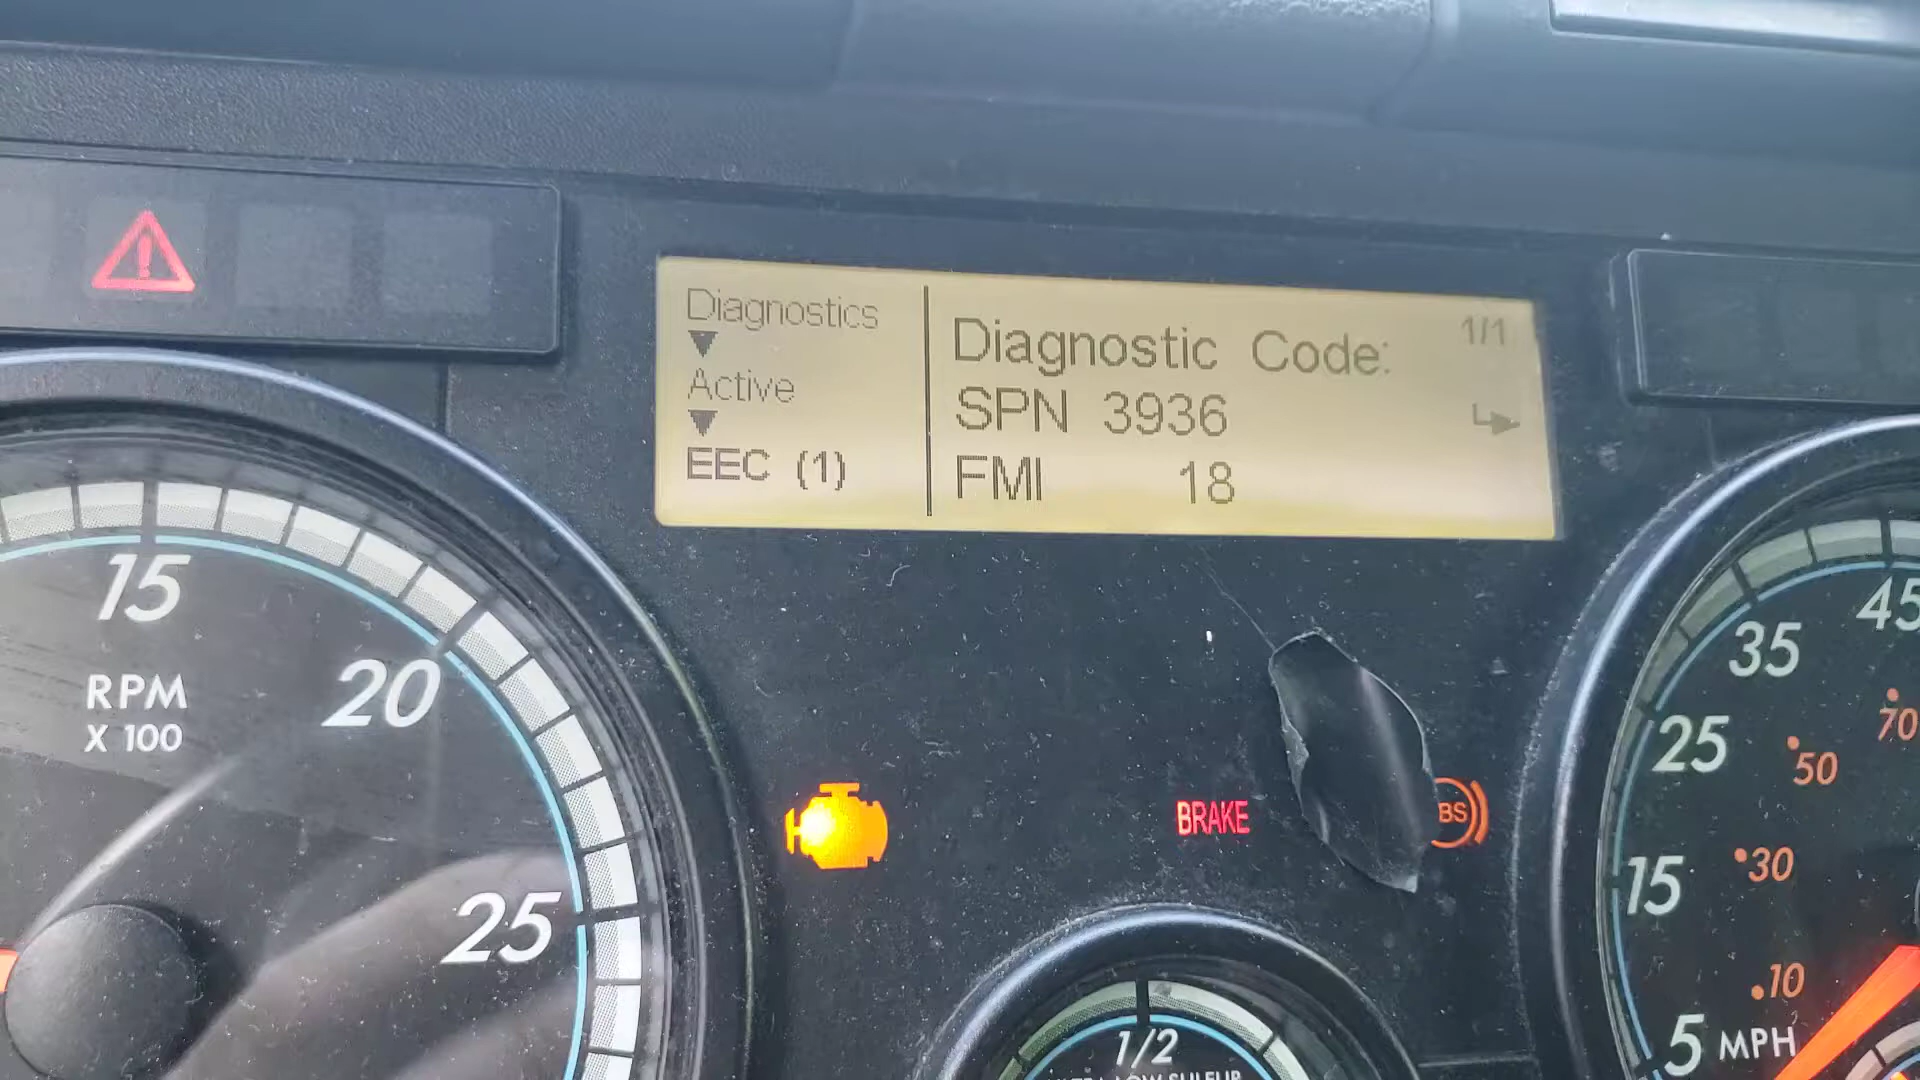 Diagnostics
Active
EEC (1)
Diagnostic Code:
1/1
SPN 3936
FMI 18
15
20
25
RPM
X 100
BRAKE
BS
1/2
45
35
25
15
5 MPH
70
50
30
10